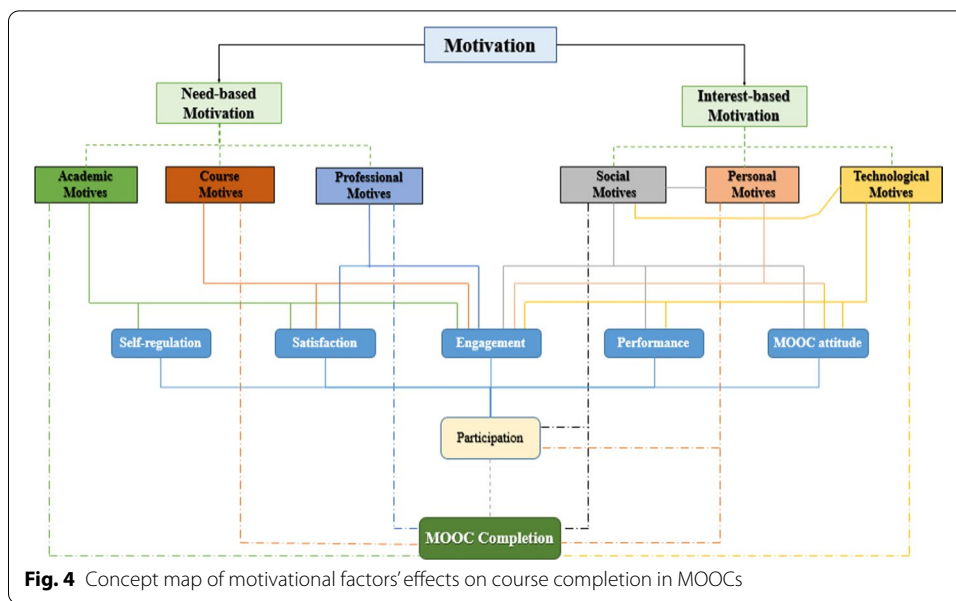 Motivation
Need-based
Motivation
Interest-based
Motivation
Academic
Motives
Course
Motives
Professional
Motives
Social
Motives
Personal
Motives
Technological
Motives
Self-regulation
Satisfaction
Engagement
Performance
MOOC attitude
Participation
MOOC Completion
Fig. 4 Concept map of motivational factors' effects on course completion in MOOCs